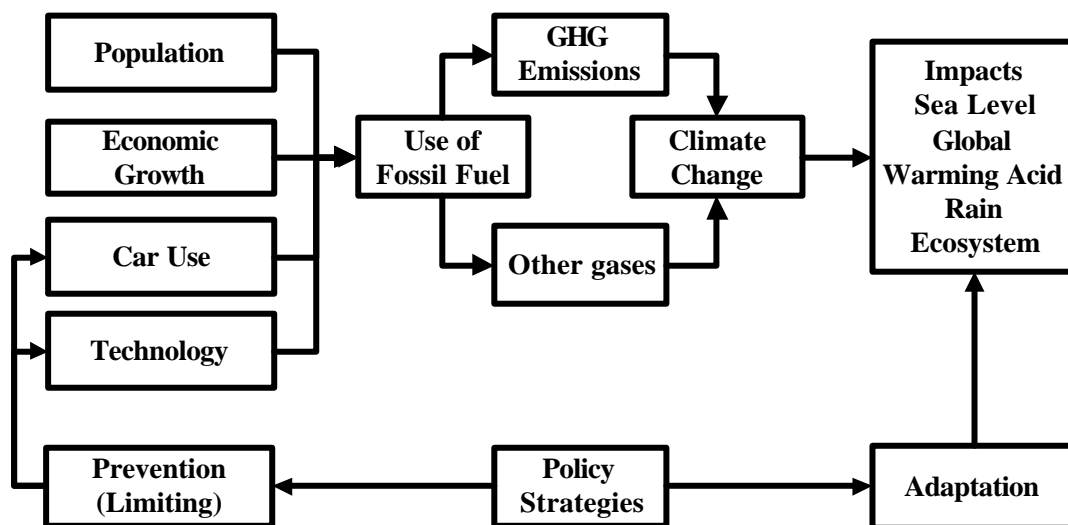 Population
Economic
Growth
Car Use
Technology
Prevention
(Limiting)
Use of
Fossil Fuel
GHG
Emissions
Other gases
Policy
Strategies
Climate
Change
Impacts
Sea Level
Global
Warming Acid
Rain
Ecosystem
Adaptation